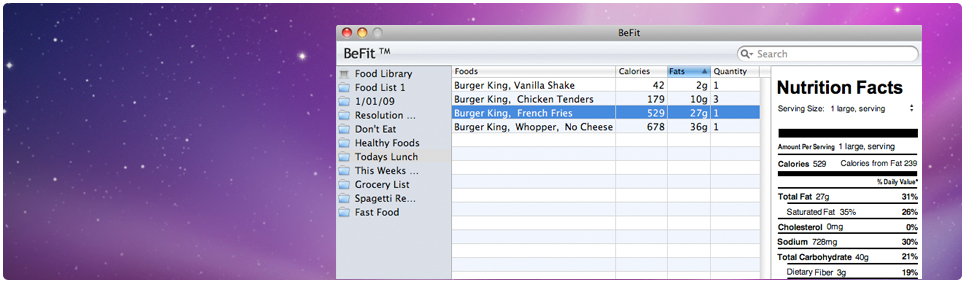 BeFit
BeFit ™
Search
Food Library
Food List 1
1/01/09
Resolution ...
Don't Eat
Healthy Foods
Todays Lunch
This Weeks ...
Grocery List
Spagetti Re...
Fast Food
Foods Calories Fats Quantity
Burger King, Vanilla Shake 42 2g 1
Burger King, Chicken Tenders 179 10g 3
Burger King, French Fries 529 27g 1
Burger King, Whopper, No Cheese 678 36g 1
Nutrition Facts
Serving Size: 1 large, serving
Amount Per Serving 1 large, serving
Calories 529 Calories from Fat 239
% Daily Value*
Total Fat 27g 31%
Saturated Fat 35% 26%
Cholesterol 0mg 0%
Sodium 728mg 30%
Total Carbohydrate 40g 21%
Dietary Fiber 3g 19%